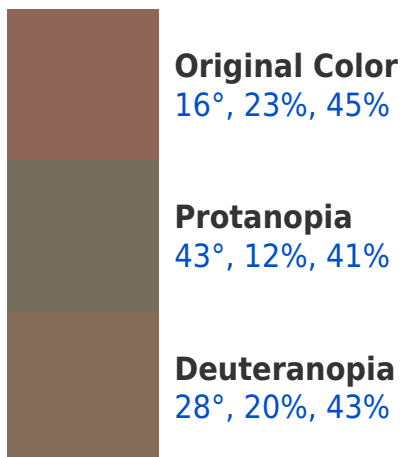 Original Color
16°, 23%, 45%
Protanopia
43°, 12%, 41%
Deuteranopia
28°, 20%, 43%